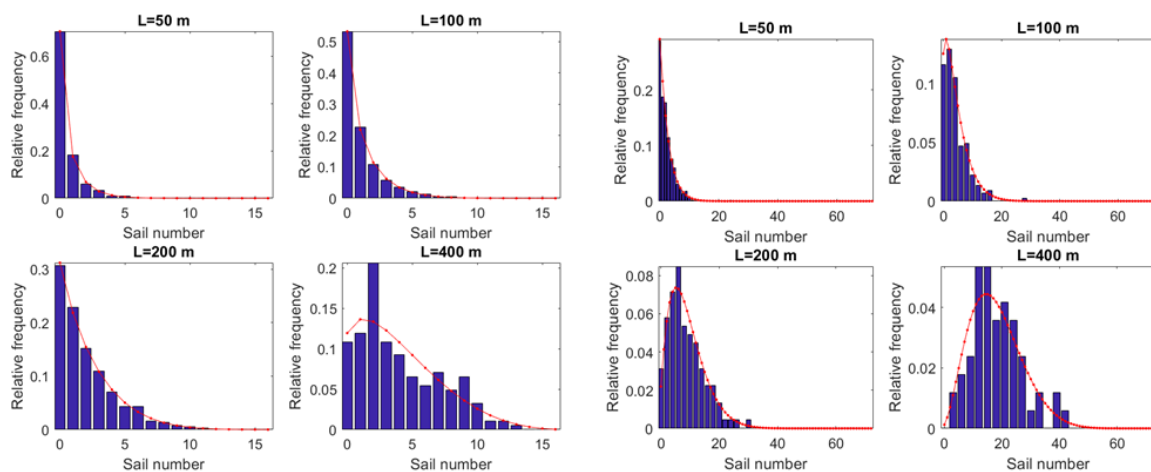 L=50 m
Relative frequency
0.6
0.4
0.2
0
0 5 10 15
Sail number
L=100 m
Relative frequency
0.5
0.4
0.3
0.2
0.1
0
0 5 10 15
Sail number
L=50 m
Relative frequency
0.2
0.1
0
0 20 40 60
Sail number
L=100 m
Relative frequency
0.1
0.05
0
0 20 40 60
Sail number
L=200 m
Relative frequency
0.3
0.2
0.1
0
0 5 10 15
Sail number
L=400 m
Relative frequency
0.2
0.15
0.1
0.05
0
0 5 10 15
Sail number
L=200 m
Relative frequency
0.08
0.06
0.04
0.02
0
0 20 40 60
Sail number
L=400 m
Relative frequency
0.04
0.02
0
0 20 40 60
Sail number